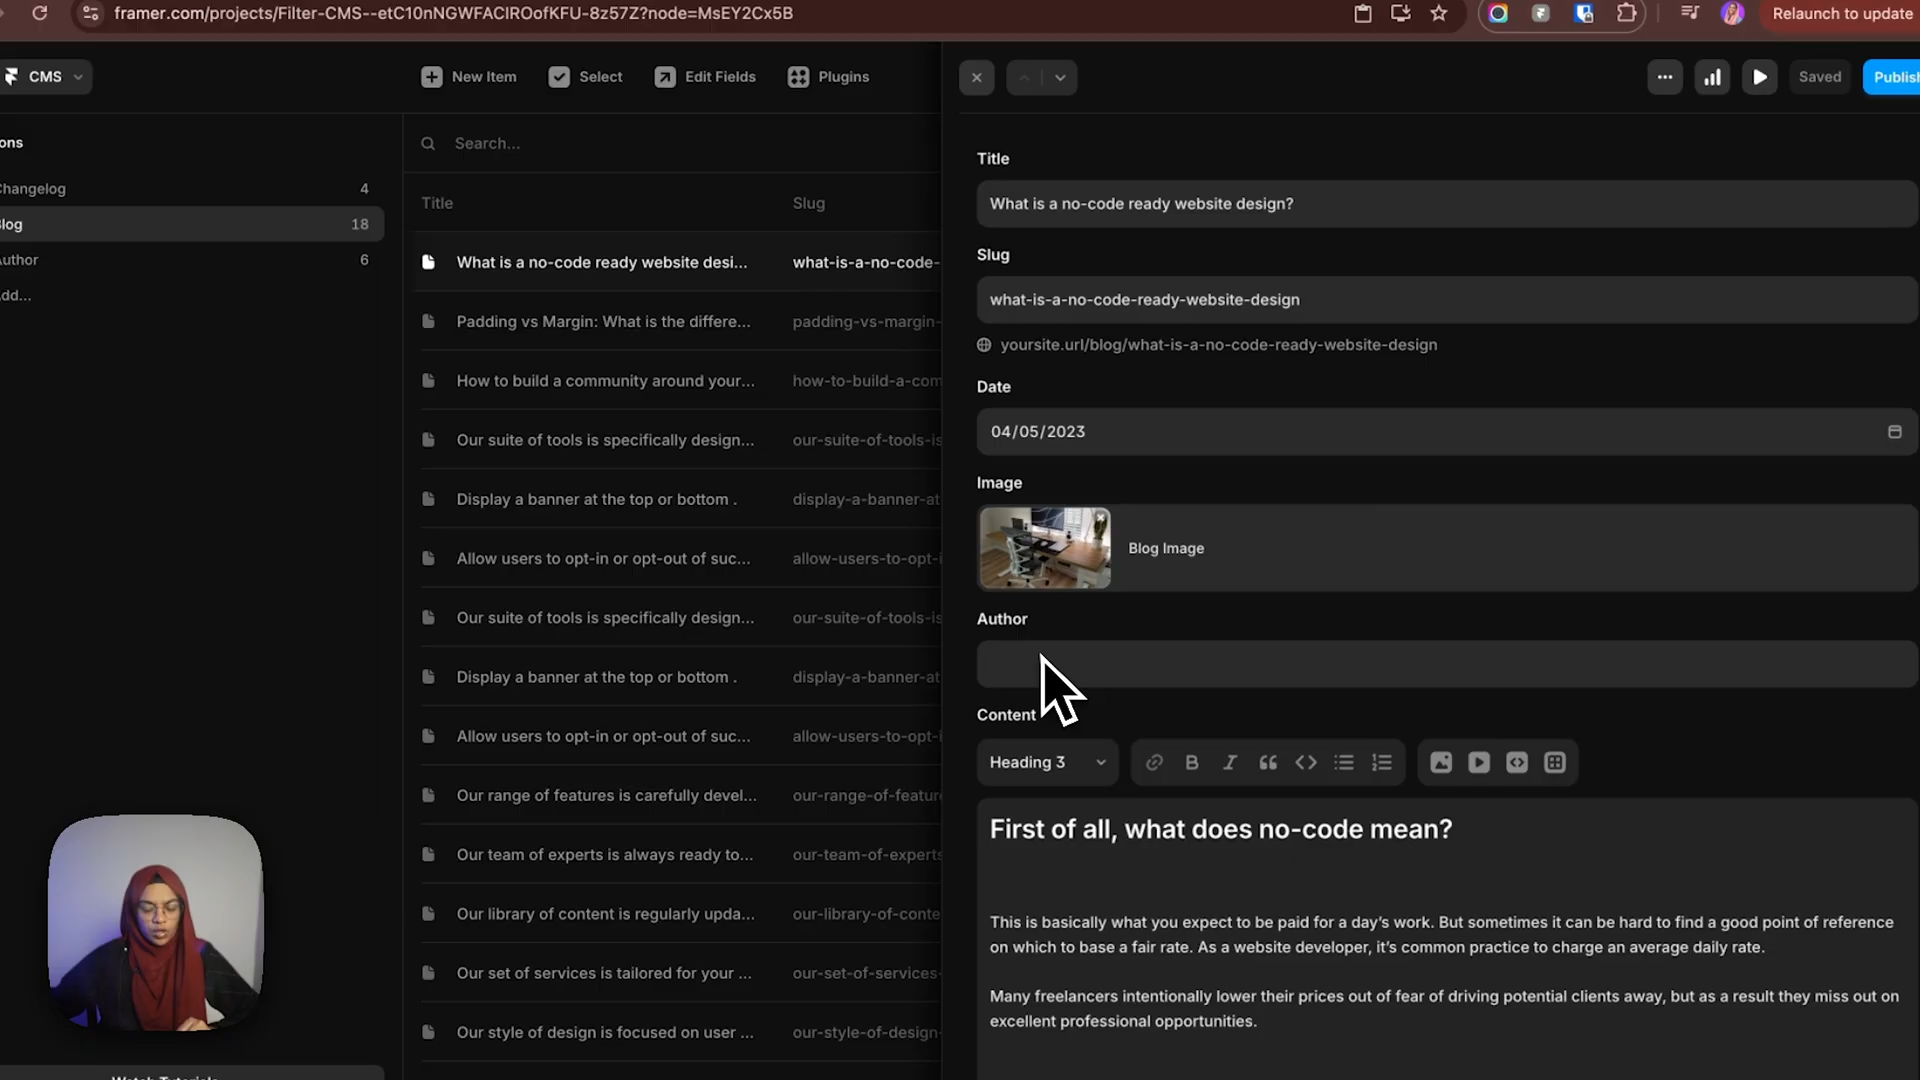 framer.com/projects/Filter-CMS--etC10nNGWFAClROofKFU-8z57Z?node=MsEY2Cx5B
Relaunch to update
CMS
New Item
Select
Edit Fields
Plugins
Saved
Publish
ons
Changelog
4
Blog
18
Author
6
Add...
Search...
Title
Slug
What is a no-code ready website desi...
what-is-a-no-code-
Padding vs Margin: What is the differe...
padding-vs-margin-
How to build a community around your...
how-to-build-a-com
Our suite of tools is specifically design...
our-suite-of-tools-is
Display a banner at the top or bottom .
display-a-banner-at
Allow users to opt-in or opt-out of suc...
allow-users-to-opt-i
Our suite of tools is specifically design...
our-suite-of-tools-is
Display a banner at the top or bottom .
display-a-banner-at
Allow users to opt-in or opt-out of suc...
allow-users-to-opt-i
Our range of features is carefully devel...
our-range-of-feature
Our team of experts is always ready to...
our-team-of-experts
Our library of content is regularly upda...
our-library-of-conte
Our set of services is tailored for your ...
our-set-of-services-
Our style of design is focused on user ...
our-style-of-design-
Title
What is a no-code ready website design?
Slug
what-is-a-no-code-ready-website-design
yoursite.url/blog/what-is-a-no-code-ready-website-design
Date
04/05/2023
Image
Blog Image
Author
Content
Heading 3
First of all, what does no-code mean?
This is basically what you expect to be paid for a day’s work. But sometimes it can be hard to find a good point of reference
on which to base a fair rate. As a website developer, it’s common practice to charge an average daily rate.
Many freelancers intentionally lower their prices out of fear of driving potential clients away, but as a result they miss out on
excellent professional opportunities.
Watch Tutorials